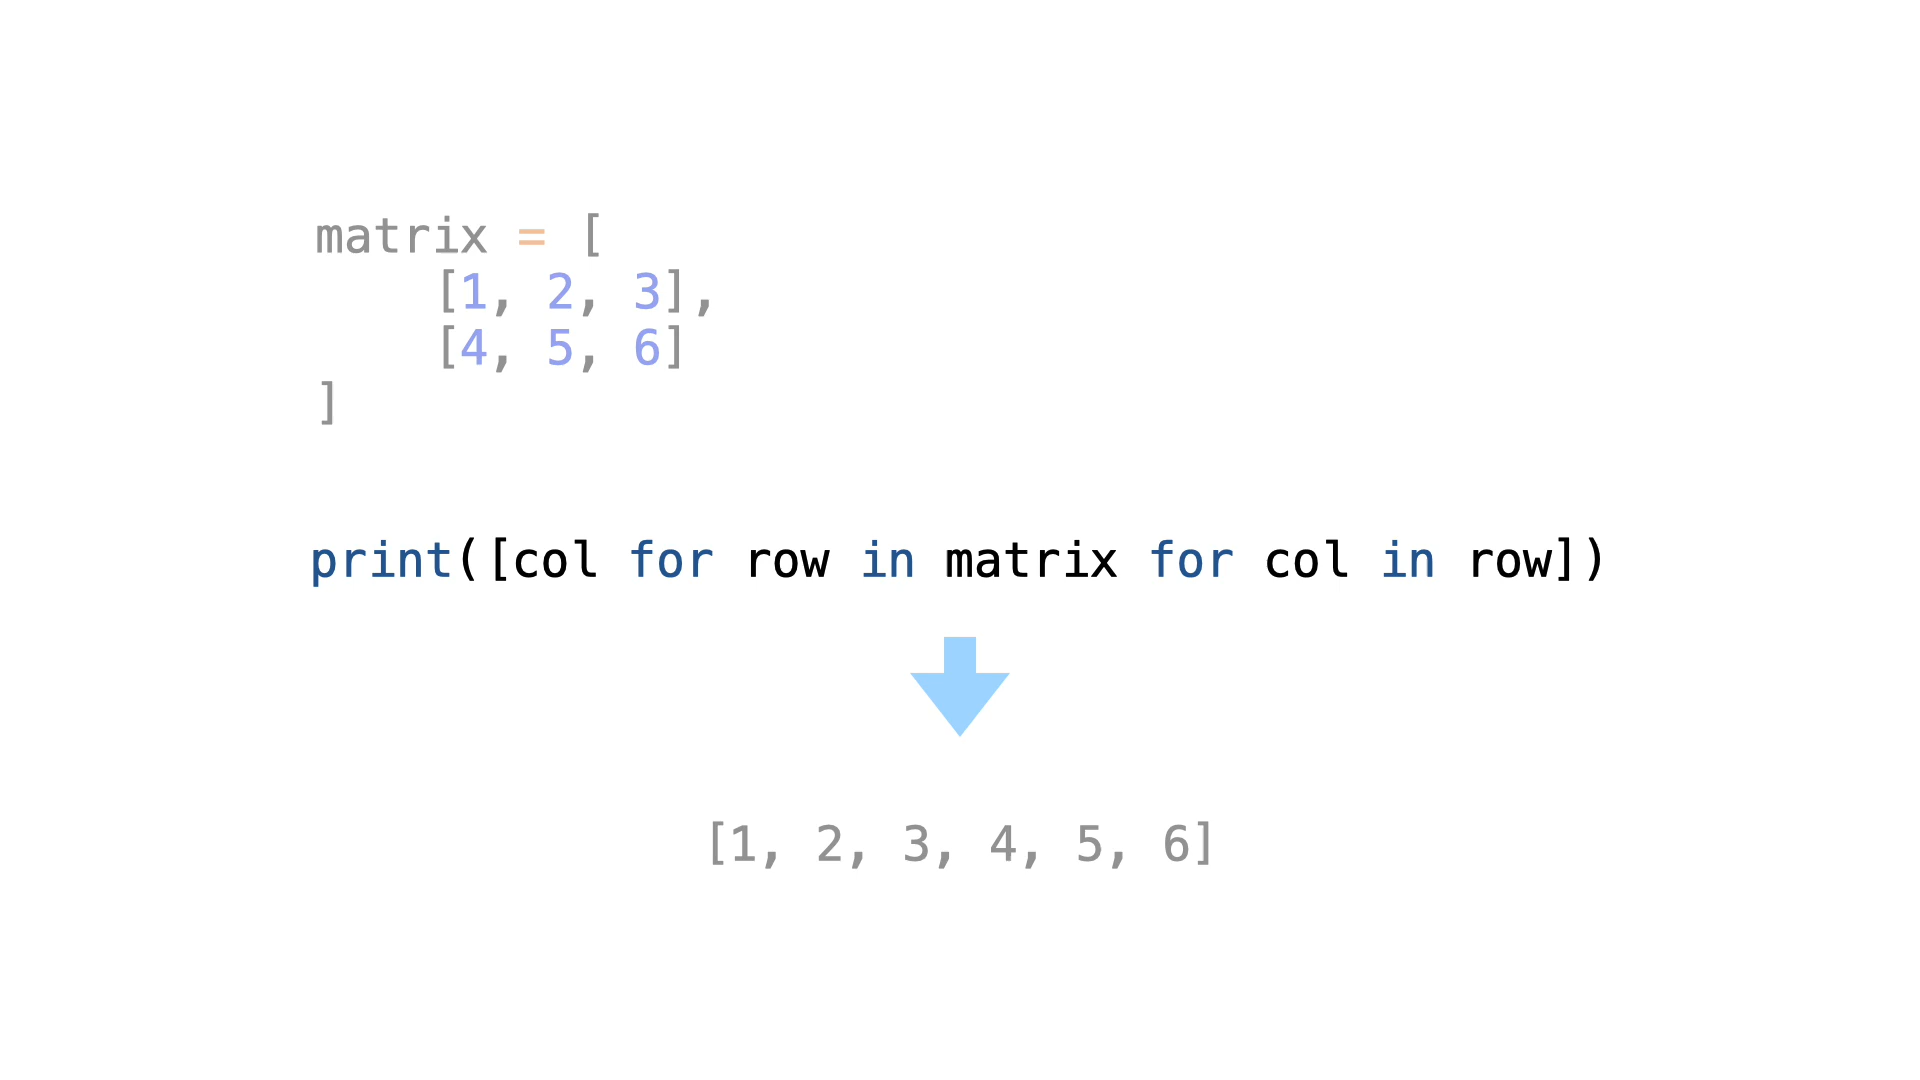 matrix = [
    [1, 2, 3],
    [4, 5, 6]
]
print([col for row in matrix for col in row])
[1, 2, 3, 4, 5, 6]